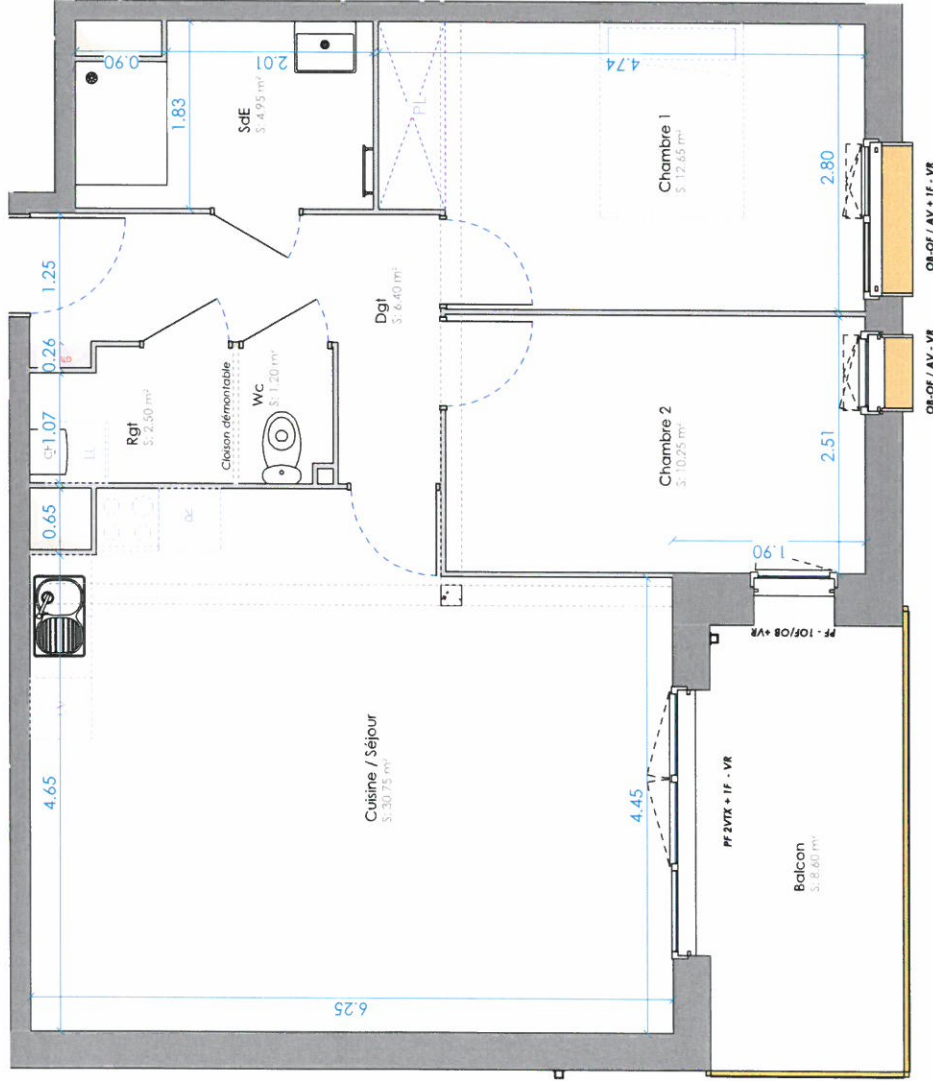 0.90
2.01
4.74
1.83
SdE
S: 4.95 m²
PL
Chambre 1
S: 12.65 m²
2.80
OB-OF / AV + 1F - VR
1.25
0.26
1.07
0.65
4.65
Rgt
S: 2.50 m²
LL
Cloison démontable
Wc
S: 1.20 m²
Dgt
S: 6.40 m²
Chambre 2
S: 10.25 m²
2.51
1.90
OB-OF / AV - VR
PF - 1OF/OB +VR
Cuisine / Séjour
S: 30.75 m²
4.45
6.25
PF 2VTX + 1F - VR
Balcon
S: 8.60 m²